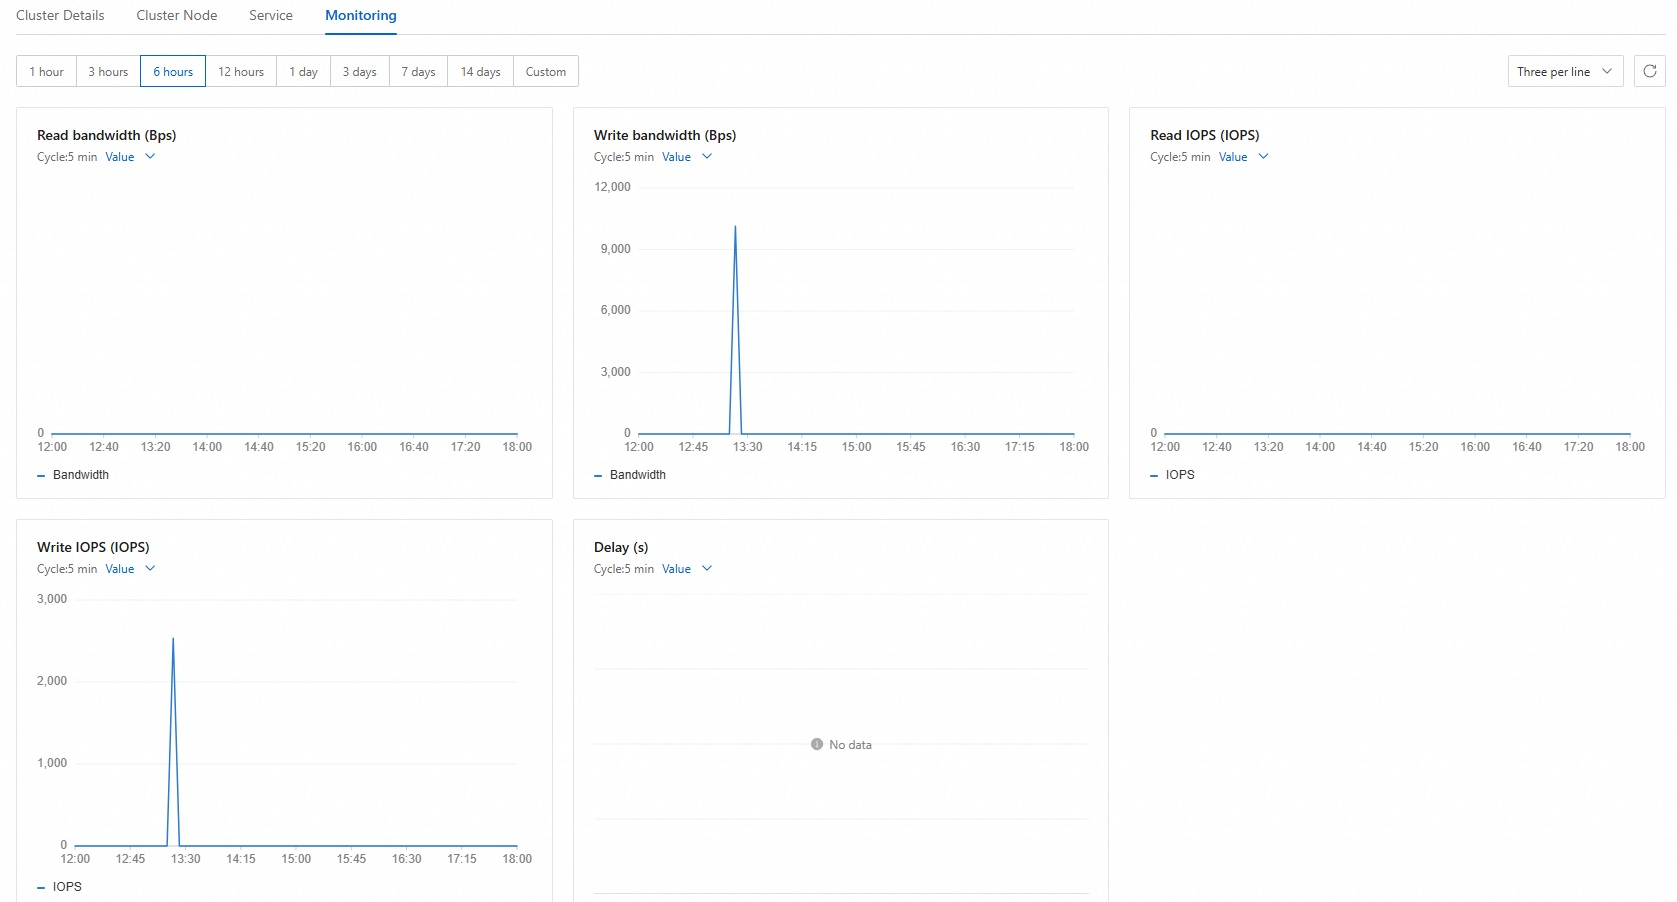 Cluster Details Cluster Node Service Monitoring
1 hour 3 hours 6 hours 12 hours 1 day 3 days 7 days 14 days Custom Three per line
Read bandwidth (Bps)
Cycle:5 min Value
0
12:00 12:40 13:20 14:00 14:40 15:20 16:00 16:40 17:20 18:00
Bandwidth
Write bandwidth (Bps)
Cycle:5 min Value
12,000
9,000
6,000
3,000
0
12:00 12:45 13:30 14:15 15:00 15:45 16:30 17:15 18:00
Bandwidth
Read IOPS (IOPS)
Cycle:5 min Value
0
12:00 12:40 13:20 14:00 14:40 15:20 16:00 16:40 17:20 18:00
IOPS
Write IOPS (IOPS)
Cycle:5 min Value
3,000
2,000
1,000
0
12:00 12:45 13:30 14:15 15:00 15:45 16:30 17:15 18:00
IOPS
Delay (s)
Cycle:5 min Value
No data